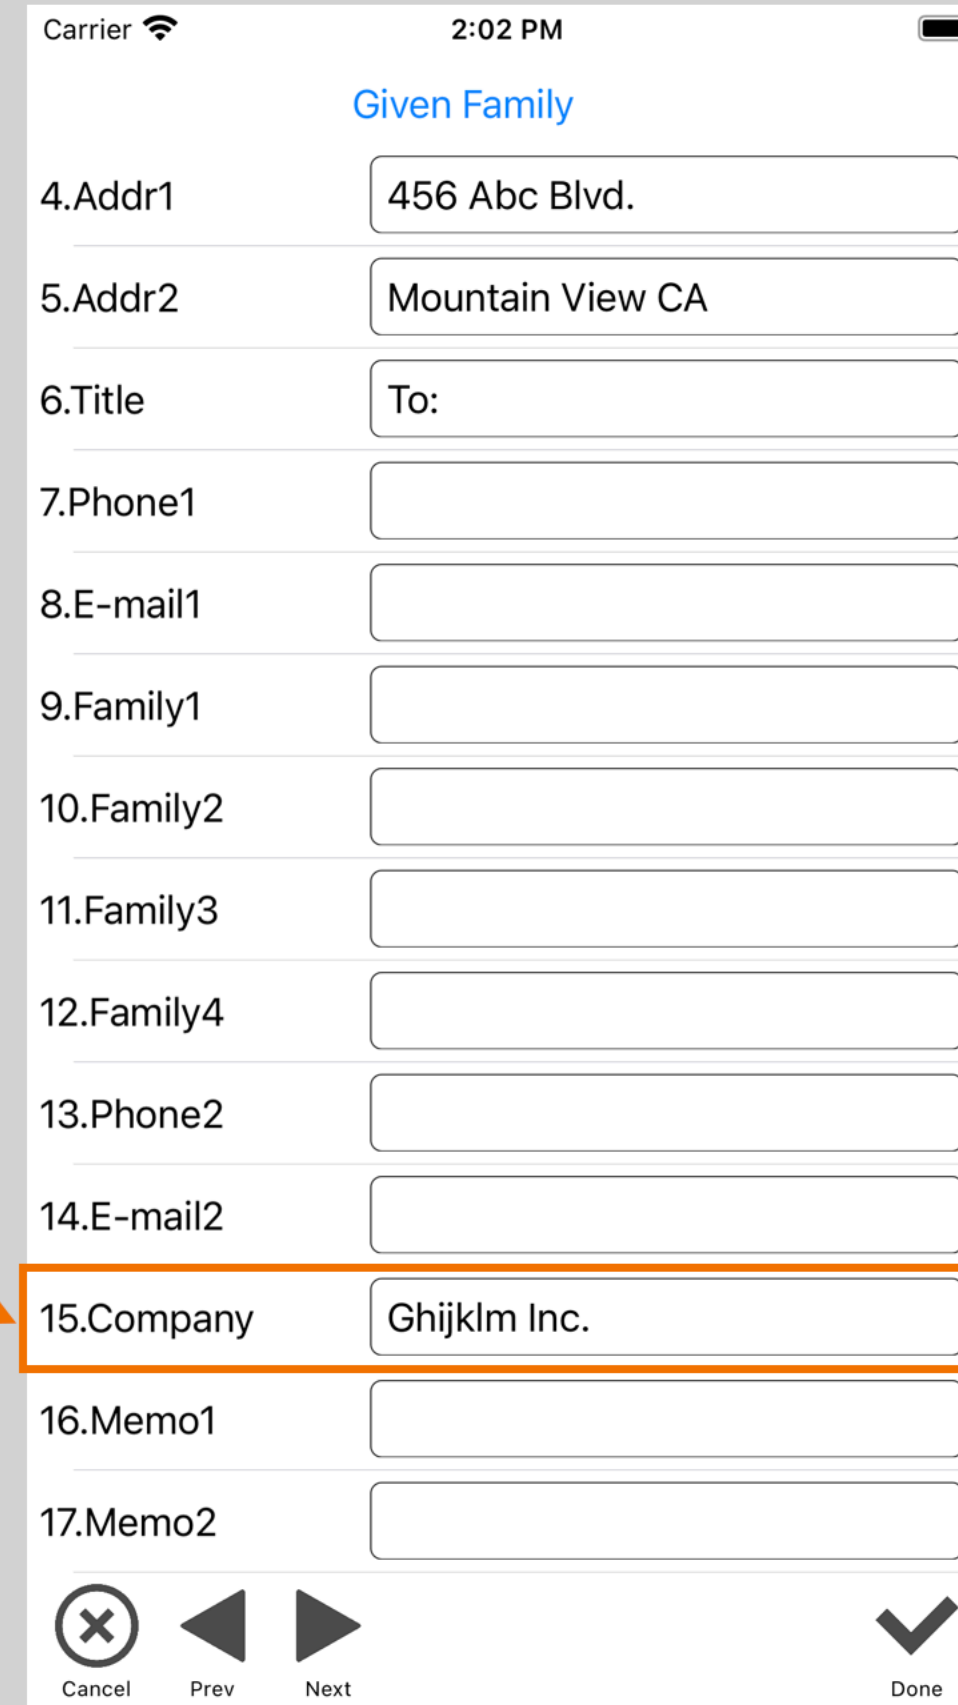 Carrier 2:02 PM
Given Family
4.Addr1 456 Abc Blvd.
5.Addr2 Mountain View CA
6.Title To:
7.Phone1
8.E-mail1
9.Family1
10.Family2
11.Family3
12.Family4
13.Phone2
14.E-mail2
15.Company Ghijklm Inc.
16.Memo1
17.Memo2
Cancel Prev Next Done